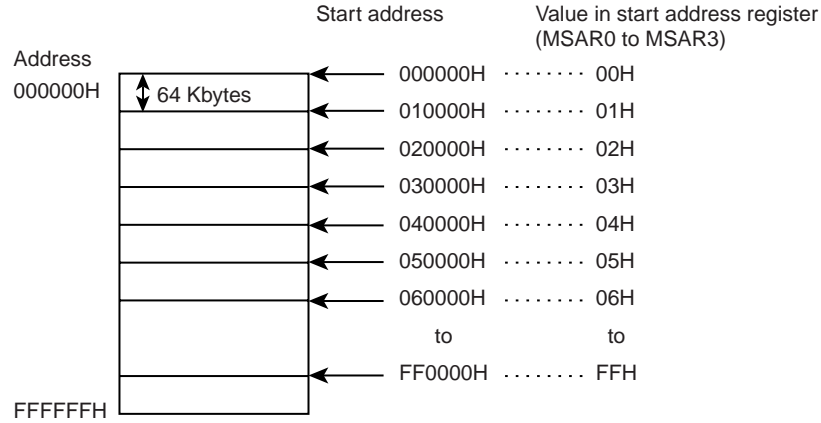 Start address Value in start address register
(MSAR0 to MSAR3)
Address
000000H
64 Kbytes
000000H ........ 00H
010000H ........ 01H
020000H ........ 02H
030000H ........ 03H
040000H ........ 04H
050000H ........ 05H
060000H ........ 06H
to to
FF0000H ........ FFH
FFFFFFH